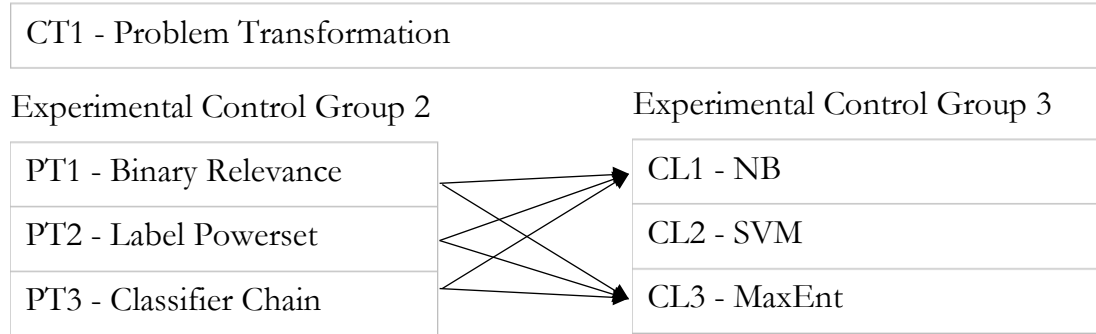 CT1 - Problem Transformation
Experimental Control Group 2
Experimental Control Group 3
PT1 - Binary Relevance
CL1 - NB
PT2 - Label Powerset
CL2 - SVM
PT3 - Classifier Chain
CL3 - MaxEnt